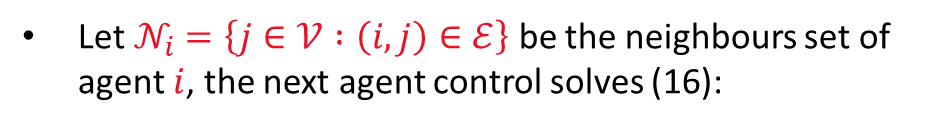 • Let 𝒩ᵢ = {j ∈ 𝒱 : (i, j) ∈ ℰ} be the neighbours set of
agent i, the next agent control solves (16):